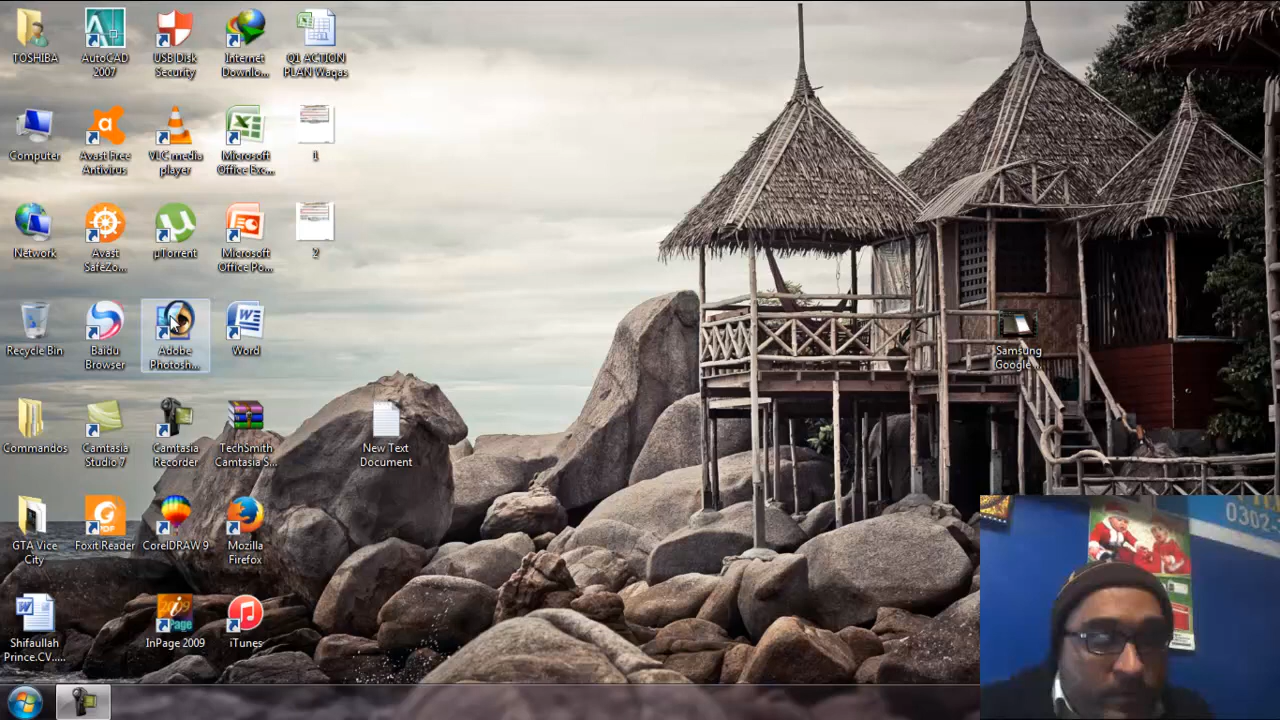 TOSHIBA
AutoCAD
2007
USB Disk
Security
Internet
Downlo...
Q1 ACTION
PLAN Waqas
Computer
Avast Free
Antivirus
VLC media
player
Microsoft
Office Exc...
1
Network
Avast
SafeZo...
µTorrent
Microsoft
Office Po...
2
Recycle Bin
Baidu
Browser
Adobe
Photosh...
Word
Samsung
Google ...
Commandos
Camtasia
Studio 7
Camtasia
Recorder
TechSmith
Camtasia S...
New Text
Document
GTA Vice
City
Foxit Reader
CorelDRAW 9
Mozilla
Firefox
0302-
Shifaullah
Prince.CV.....
InPage 2009
iTunes